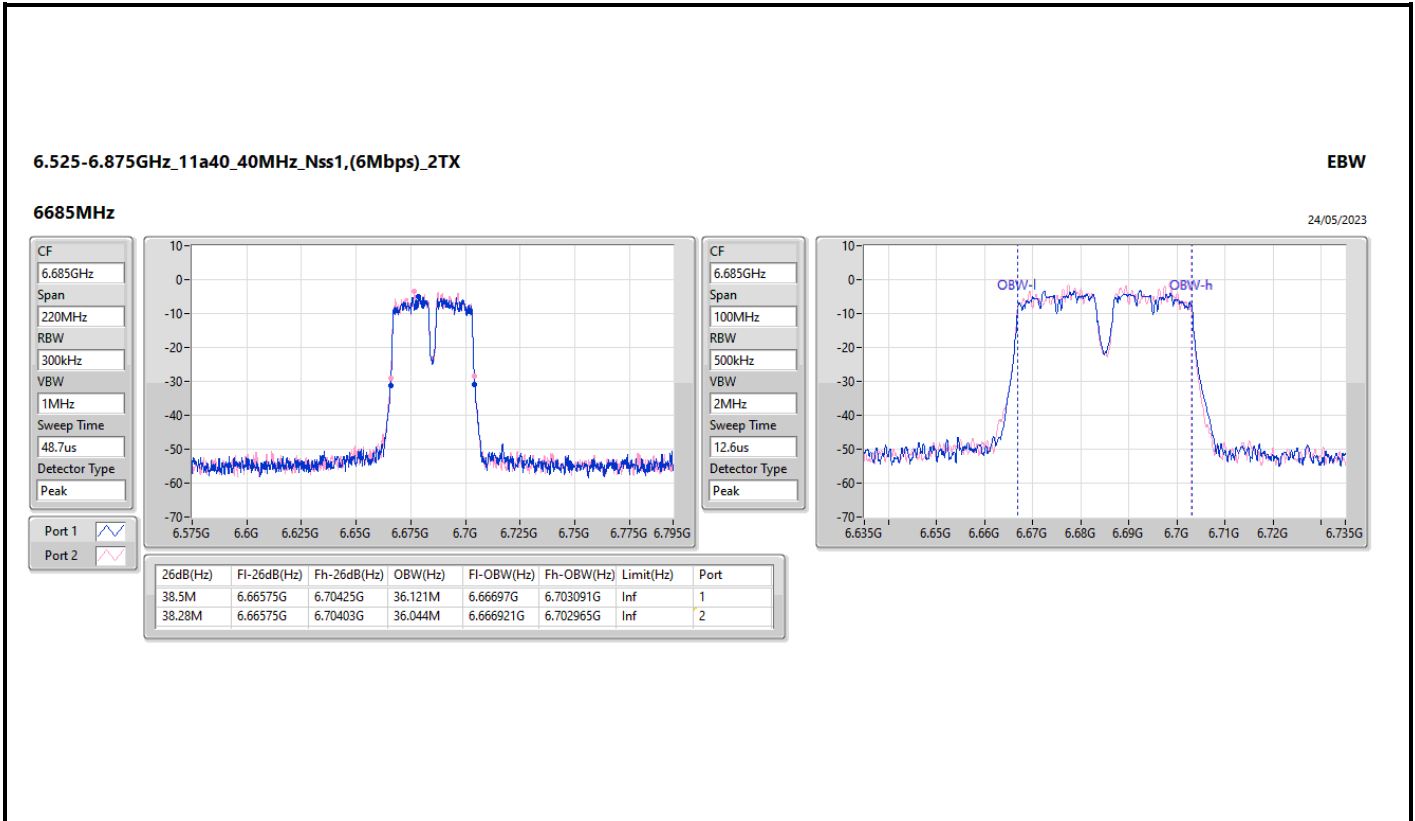 6.525-6.875GHz_11a40_40MHz_Nss1,(6Mbps)_2TX
EBW
6685MHz
24/05/2023
CF
6.685GHz
Span
220MHz
RBW
300kHz
VBW
1MHz
Sweep Time
48.7us
Detector Type
Peak
Port 1
Port 2
10
0
-10
-20
-30
-40
-50
-60
-70
6.575G 6.6G 6.625G 6.65G 6.675G 6.7G 6.725G 6.75G 6.775G 6.795G
CF
6.685GHz
Span
100MHz
RBW
500kHz
VBW
2MHz
Sweep Time
12.6us
Detector Type
Peak
10
0
-10
-20
-30
-40
-50
-60
-70
OBW-l OBW-h
6.635G 6.65G 6.66G 6.67G 6.68G 6.69G 6.7G 6.71G 6.72G 6.735G
26dB(Hz) Fl-26dB(Hz) Fh-26dB(Hz) OBW(Hz) Fl-OBW(Hz) Fh-OBW(Hz) Limit(Hz) Port
38.5M 6.66575G 6.70425G 36.121M 6.66697G 6.703091G Inf 1
38.28M 6.66575G 6.70403G 36.044M 6.666921G 6.702965G Inf 2